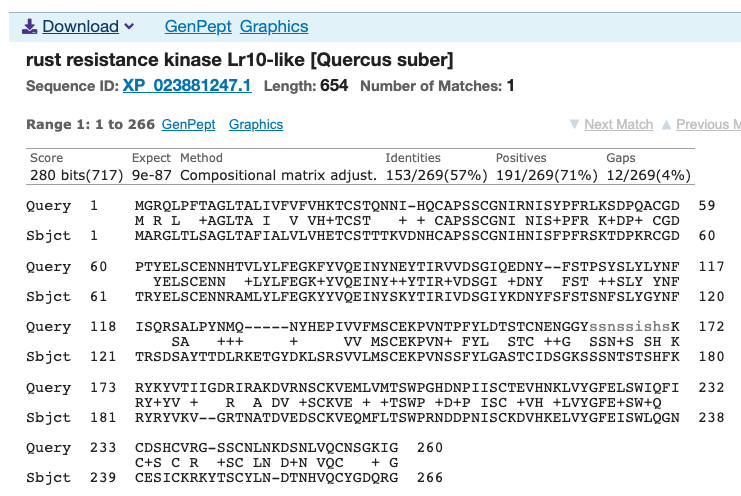 Download GenPept Graphics
rust resistance kinase Lr10-like [Quercus suber]
Sequence ID: XP_023881247.1 Length: 654 Number of Matches: 1
Range 1: 1 to 266 GenPept Graphics Next Match Previous M
Score Expect Method Identities Positives Gaps
280 bits(717) 9e-87 Compositional matrix adjust. 153/269(57%) 191/269(71%) 12/269(4%)
Query 1 MGRQLPFTAGLTALIVFVFVHKTCSTQNNI-HQCAPSSCGNIRNISYPFRLKSDPQACGD 59
M R L +AGLTA I V VH+TCST + + CAPSSCGNI NIS+PFR K+DP+ CGD
Sbjct 1 MARGLTLSAGLTAFIALVLVHETCSTTTKVDNHCAPSSCGNIHNISFPFRSKTDPKRCGD 60
Query 60 PTYELSCENNHTVLYLFEGKFYVQEINYNEYTIRVVDSGIQEDNY--FSTPSYSLYLYNF 117
YELSCENN +LYLFEGK+YVQEINY++YTIR+VDSGI +DNY FST ++SLY YNF
Sbjct 61 TRYELSCENNRAMLYLFEGKYYVQEINYSKYTIRIVDSGIYKDNYSFSTSNFSLYGYNF 120
Query 118 ISQRSALPYNMQ-----NYHEPIVVFMSCEKPVNTPFYLDTSTCNENGGYssnssishsK 172
SA +++ + VV MSCEKPVN+ FYL STC ++G SSN+S SHK
Sbjct 121 TRSDSAYTTDLRKETGYDKLSRSVVLMSCEKPVNSSFYLGASTCIDSGKSSSNSTSTSHFK 180
Query 173 RYKYVTIIGDRIRAKDVRNSCKVEMLVMTSWPGHDNPIISCTEVHNKLVYGFELSWIQFI 232
RY+YV + R A DV +SCKVE + +TSWP +D+P ISC +VH +LVYGFE+SW+Q
Sbjct 181 RYRYVKV--GRTNATDVEDSCKVEQMFLTSWPRNDDPNISCKDVHKELVYGFEISWLQGN 238
Query 233 CDSHCVRG-SSCNLNKDSNLVQCNSGKIG 260
C+S C R +SC LN D+N VQC + G
Sbjct 239 CESICKRKYTSCYLN-DTNHVQCYGDQRG 266